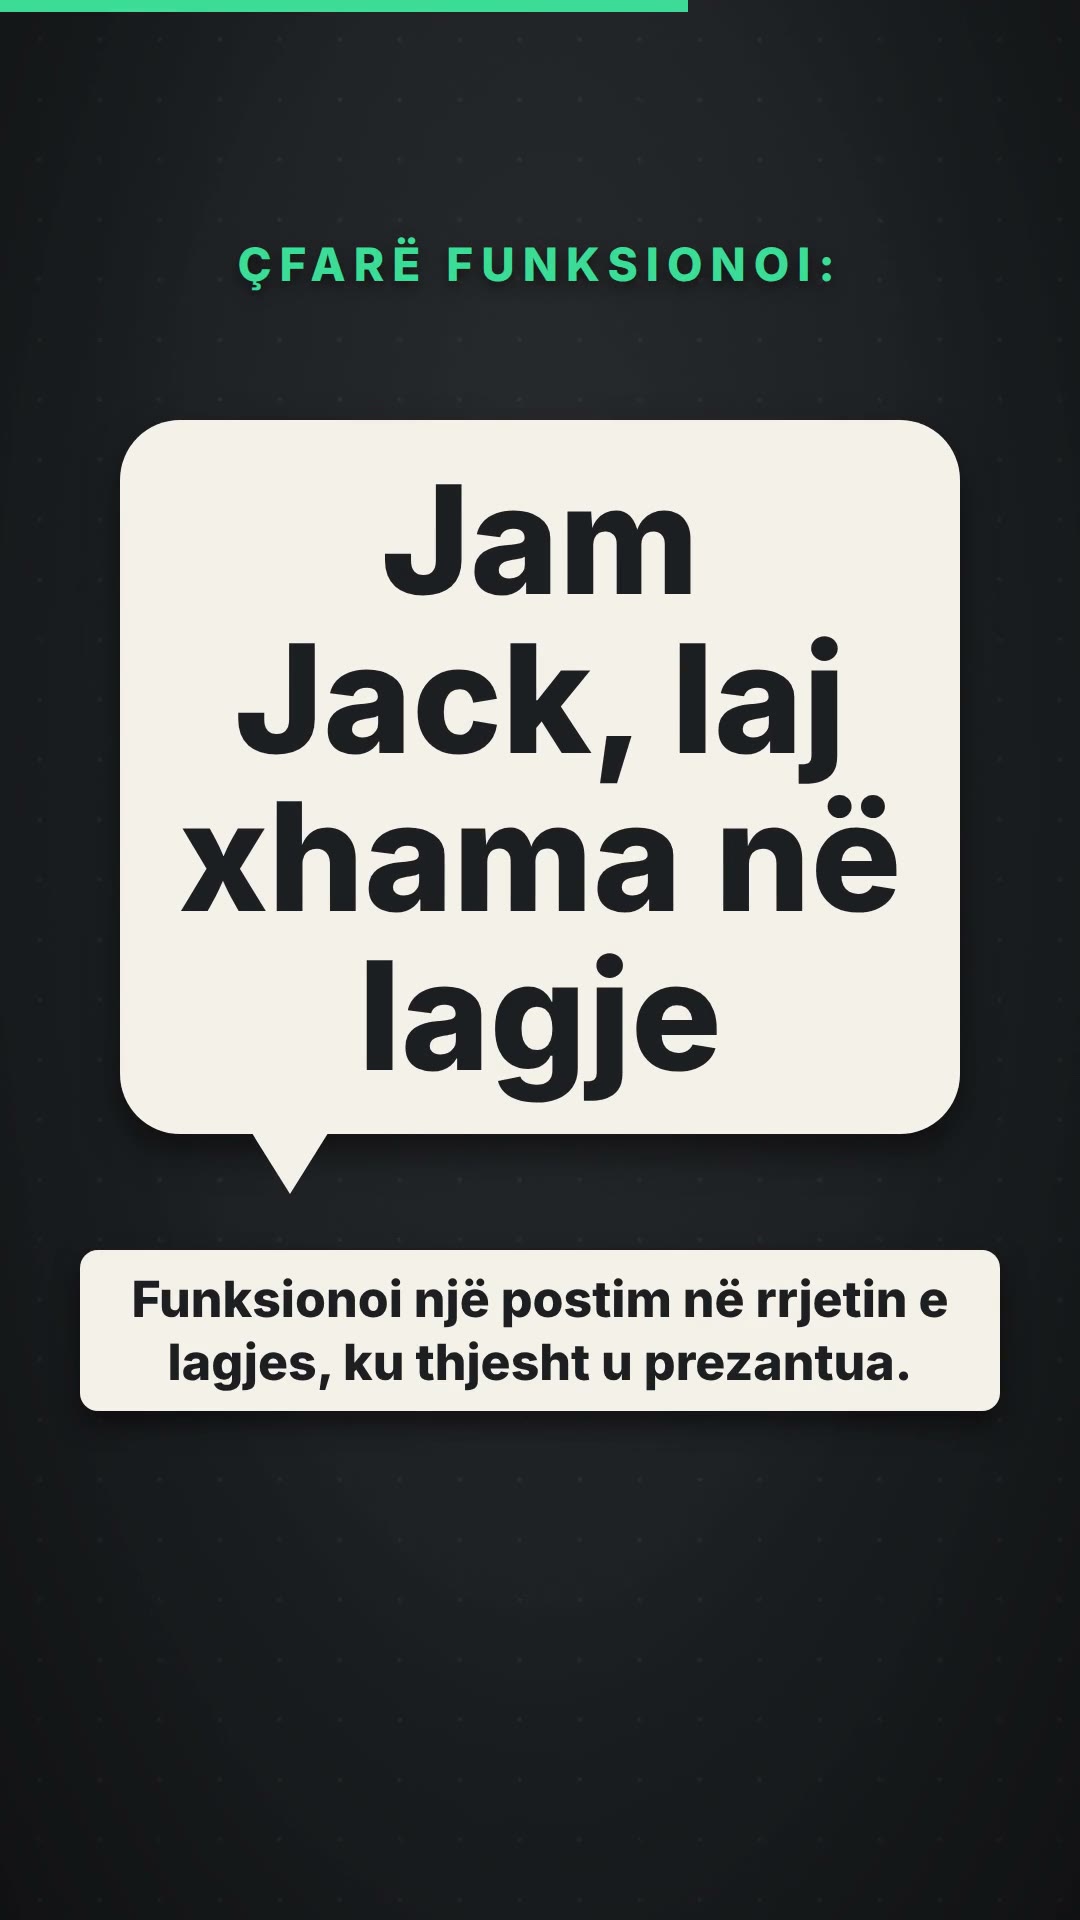 ÇFARË FUNKSIONOI:
Jam
Jack, laj
xhama në
lagje
Funksionoi një postim në rrjetin e
lagjes, ku thjesht u prezantua.